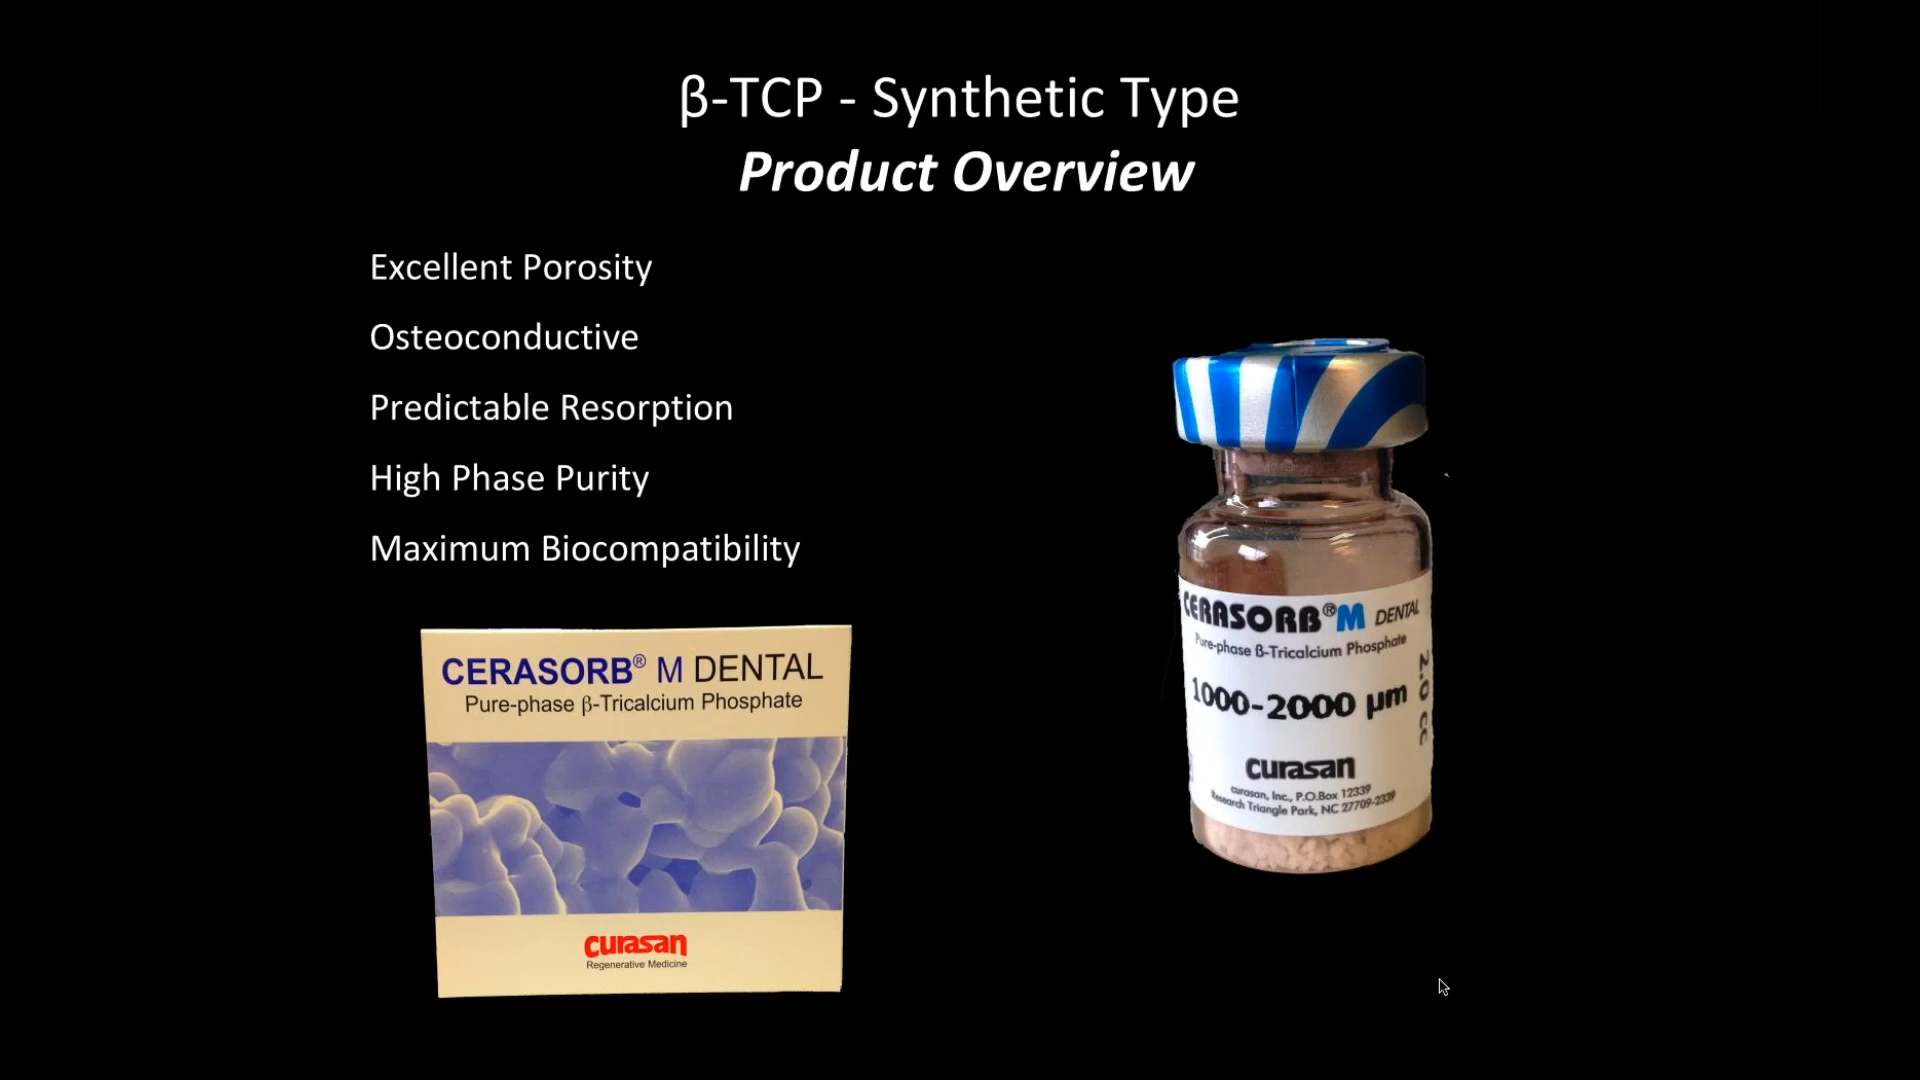 β-TCP - Synthetic Type
Product Overview
Excellent Porosity
Osteoconductive
Predictable Resorption
High Phase Purity
Maximum Biocompatibility
CERASORB® M DENTAL
Pure-phase β-Tricalcium Phosphate
curasan
Regenerative Medicine
CERASORB®M DENTAL
Pure-phase ß-Tricalcium Phosphate
1000-2000 µm
2.0 cc
curasan
curasan, Inc., P.O.Box 12339
Research Triangle Park, NC 27709-2339